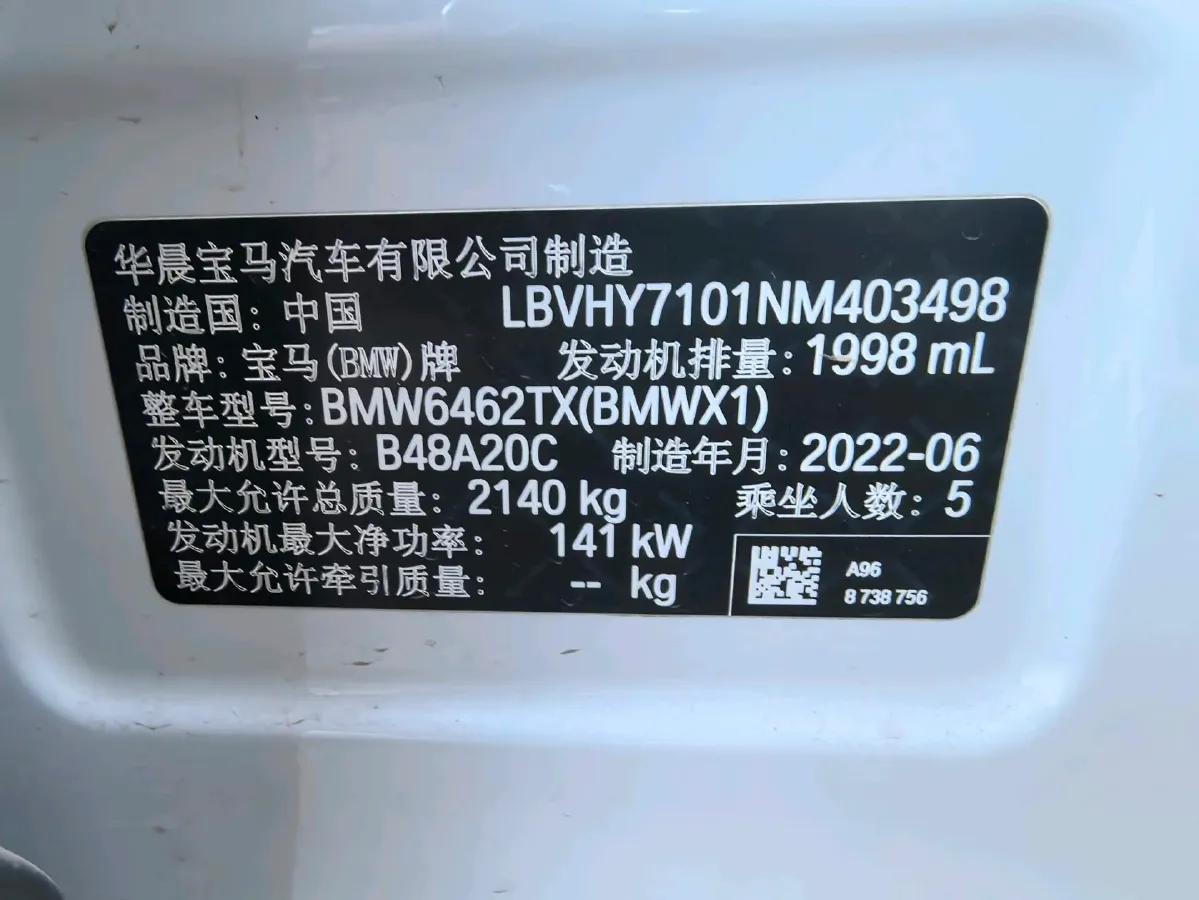 华晨宝马汽车有限公司制造
制造国：中国 LBVHY7101NM403498
品牌：宝马(BMW)牌 发动机排量：1998 mL
整车型号：BMW6462TX(BMWX1)
发动机型号：B48A20C 制造年月：2022-06
最大允许总质量：2140 kg 乘坐人数：5
发动机最大净功率： 141 kW
最大允许牵引质量： -- kg
A96
8 738 756